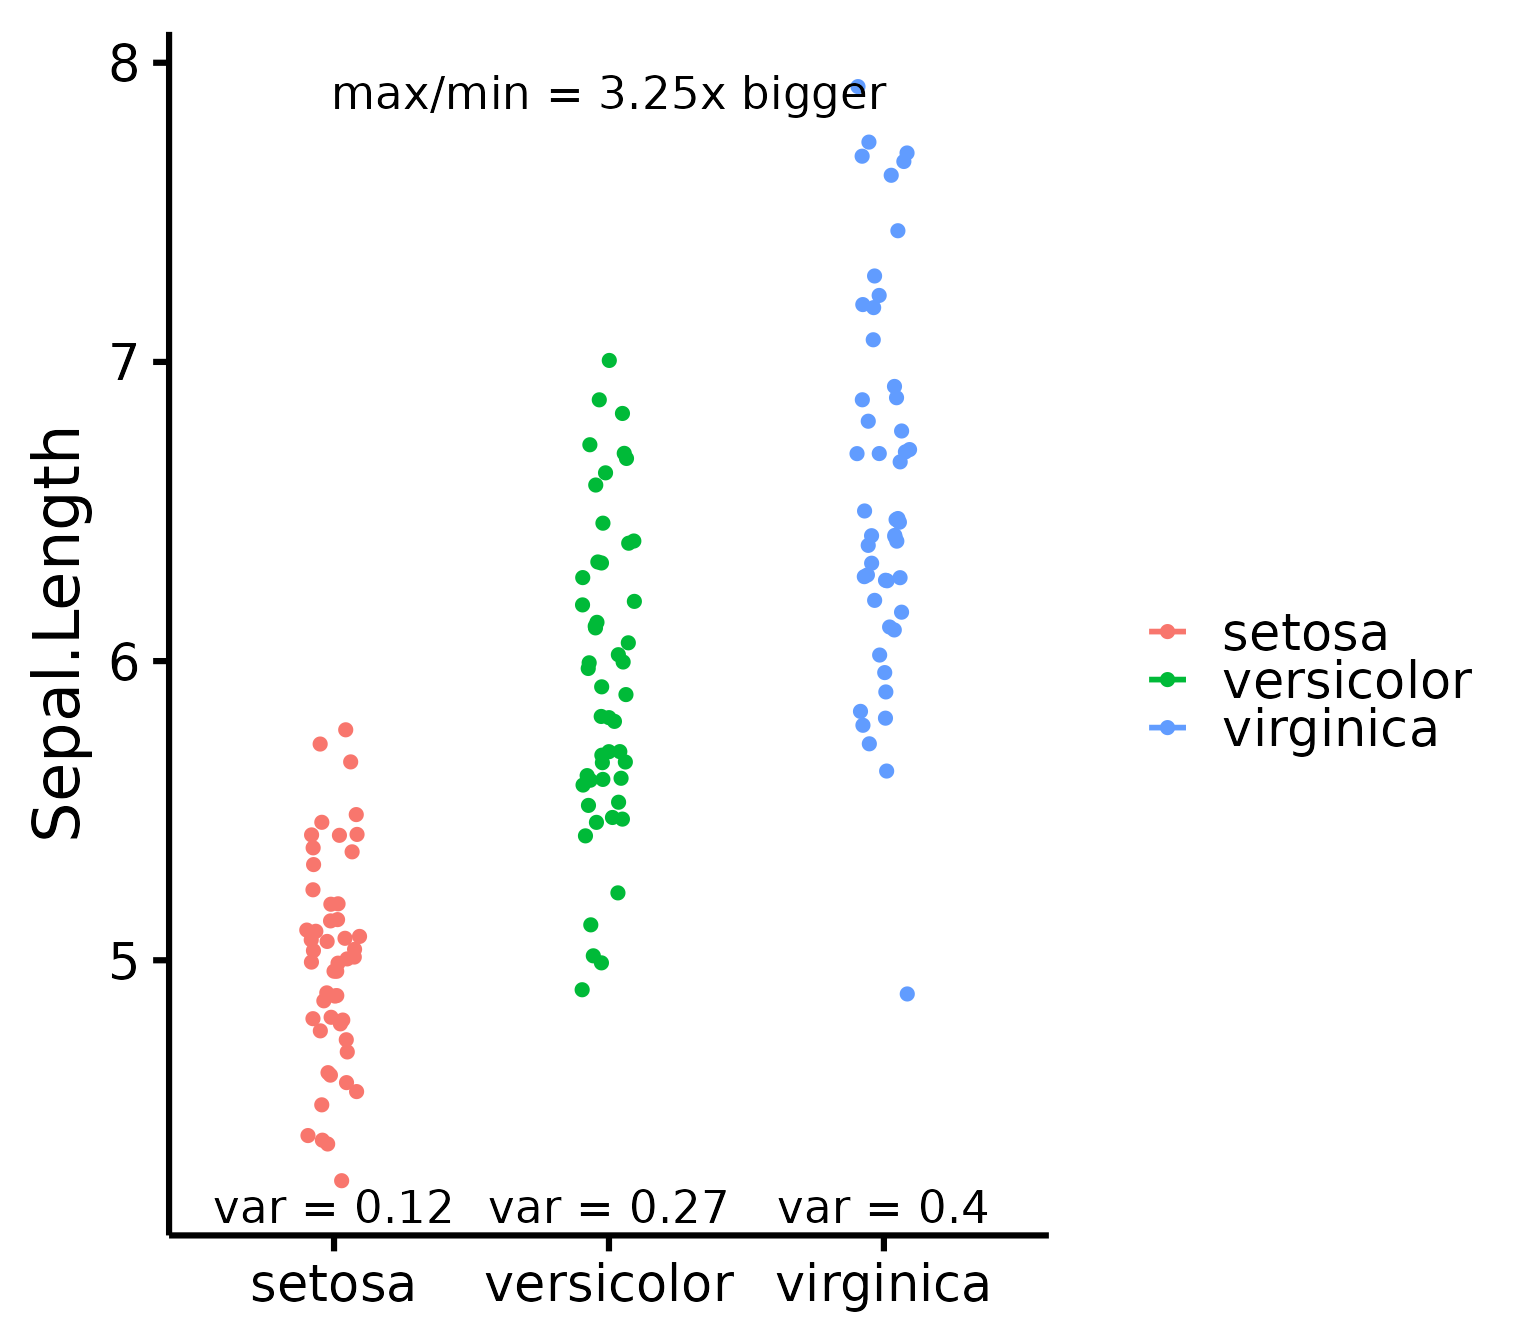 8
max/min = 3.25x bigger
7
6
5
Sepal.Length
setosa
versicolor
virginica
var = 0.12 var = 0.27 var = 0.4
setosa versicolor virginica